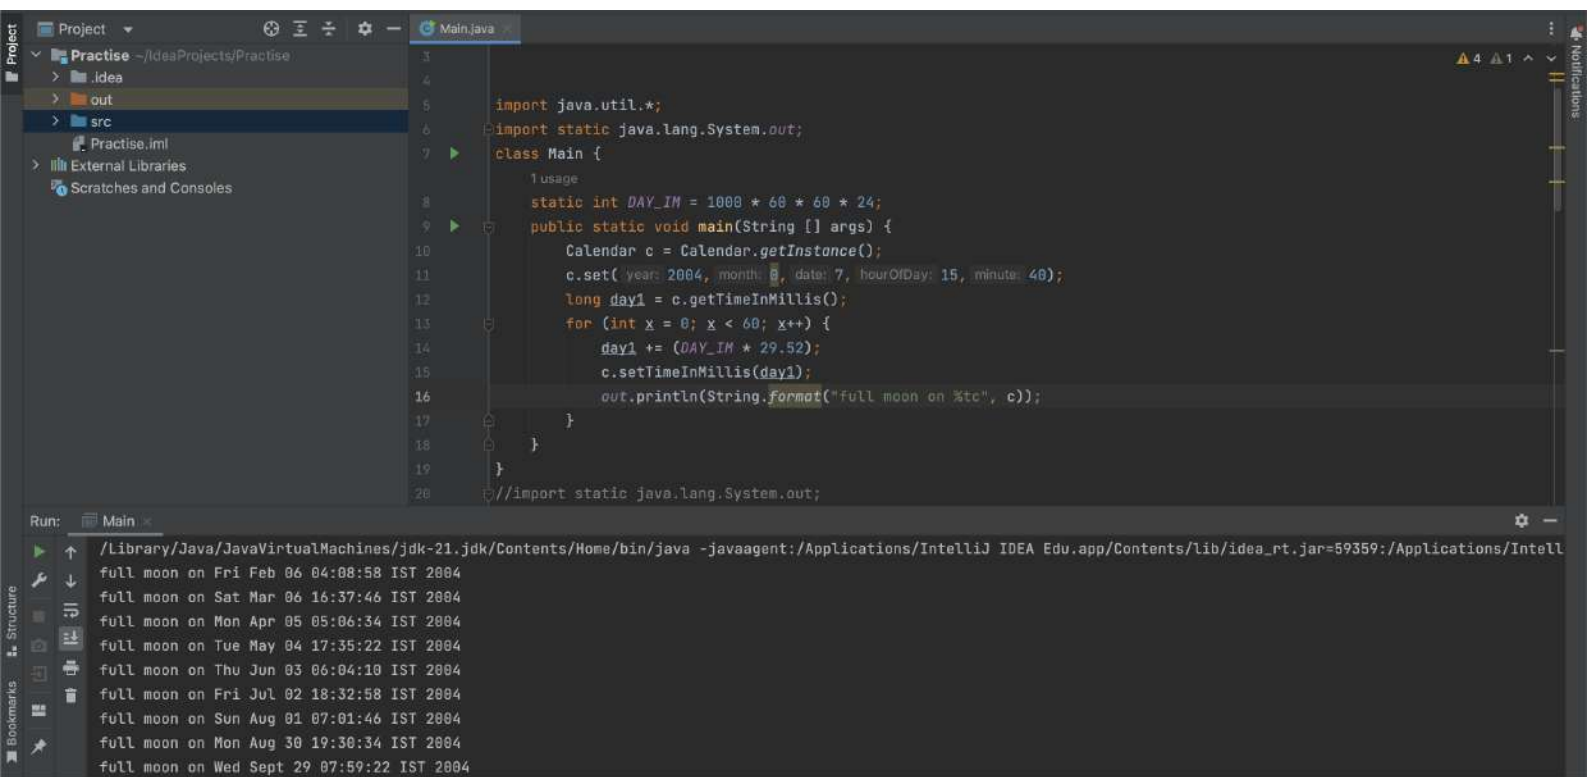 Project
Main.java
Practise ~/IdeaProjects/Practise
.idea
out
src
Practise.iml
External Libraries
Scratches and Consoles
Project
Structure
Bookmarks
Notifications
4 1
3
4
5 import java.util.*;
6 import static java.lang.System.out;
7 class Main {
1 usage
8 static int DAY_IM = 1000 * 60 * 60 * 24;
9 public static void main(String [] args) {
10 Calendar c = Calendar.getInstance();
11 c.set( year: 2004, month: 0, date: 7, hourOfDay: 15, minute: 40);
12 long day1 = c.getTimeInMillis();
13 for (int x = 0; x < 60; x++) {
14 day1 += (DAY_IM * 29.52);
15 c.setTimeInMillis(day1);
16 out.println(String.format("full moon on %tc", c));
17 }
18 }
19 }
20 //import static java.lang.System.out;
Run: Main
/Library/Java/JavaVirtualMachines/jdk-21.jdk/Contents/Home/bin/java -javaagent:/Applications/IntelliJ IDEA Edu.app/Contents/lib/idea_rt.jar=59359:/Applications/Intell
full moon on Fri Feb 06 04:08:58 IST 2004
full moon on Sat Mar 06 16:37:46 IST 2004
full moon on Mon Apr 05 05:06:34 IST 2004
full moon on Tue May 04 17:35:22 IST 2004
full moon on Thu Jun 03 06:04:10 IST 2004
full moon on Fri Jul 02 18:32:58 IST 2004
full moon on Sun Aug 01 07:01:46 IST 2004
full moon on Mon Aug 30 19:30:34 IST 2004
full moon on Wed Sept 29 07:59:22 IST 2004